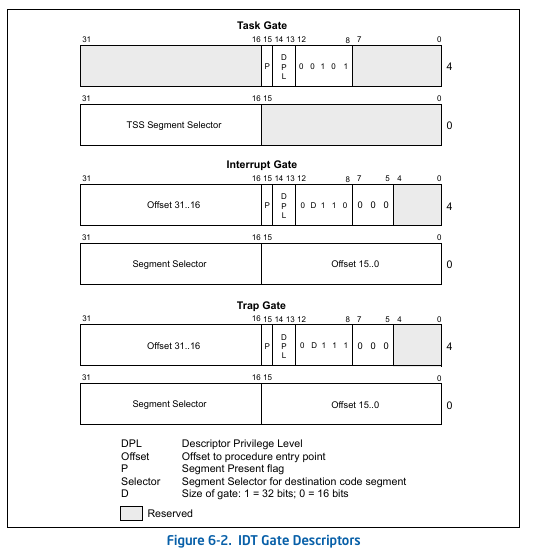 Task Gate
31 16 15 14 13 12 8 7 0
P D P L 0 0 1 0 1 4
31 16 15 0
TSS Segment Selector 0
Interrupt Gate
31 16 15 14 13 12 8 7 5 4 0
Offset 31..16 P D P L 0 D 1 1 0 0 0 0 4
31 16 15 0
Segment Selector Offset 15..0 0
Trap Gate
31 16 15 14 13 12 8 7 5 4 0
Offset 31..16 P D P L 0 D 1 1 1 0 0 0 4
31 16 15 0
Segment Selector Offset 15..0 0
DPL Descriptor Privilege Level
Offset Offset to procedure entry point
P Segment Present flag
Selector Segment Selector for destination code segment
D Size of gate: 1 = 32 bits; 0 = 16 bits
Reserved
Figure 6-2. IDT Gate Descriptors